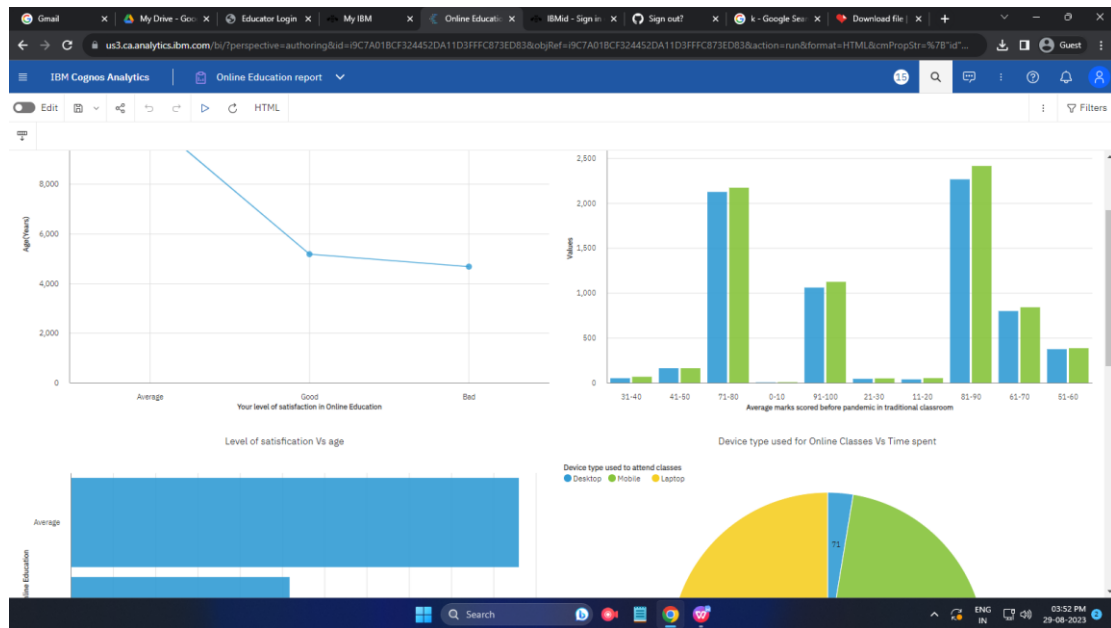 Gmail
My Drive - Goo
Educator Login
My IBM
Online Educatio
IBMid - Sign in
Sign out?
k - Google Sear
Download file |
us3.ca.analytics.ibm.com/bi/?perspective=authoring&id=i9C7A01BCF324452DA11D3FFFC873ED83&objRef=i9C7A01BCF324452DA11D3FFFC873ED83&action=run&format=HTML&cmPropStr=%7B"id"...
Guest
IBM Cognos Analytics
Online Education report
15
Edit
HTML
Filters
8,000
6,000
4,000
2,000
0
Age(Years)
Average
Good
Bad
Your level of satisfaction in Online Education
2,500
2,000
1,500
1,000
500
0
Values
31-40
41-50
71-80
0-10
91-100
21-30
11-20
81-90
61-70
51-60
Average marks scored before pandemic in traditional classroom
Level of satisfication Vs age
Device type used for Online Classes Vs Time spent
Average
nline Education
Device type used to attend classes
Desktop
Mobile
Laptop
71
Search
ENG
IN
03:52 PM
29-08-2023
2